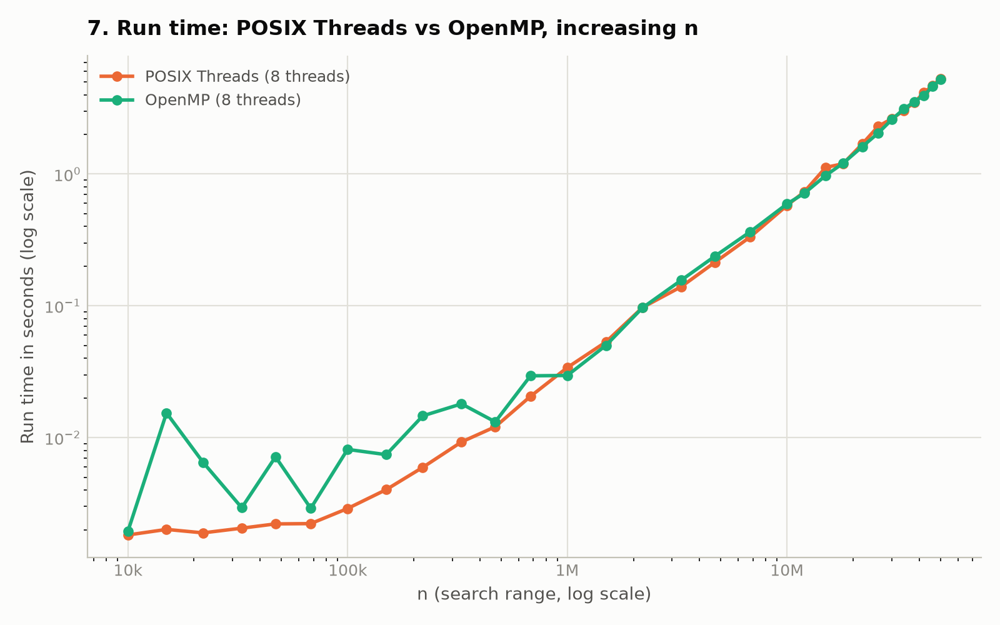 7. Run time: POSIX Threads vs OpenMP, increasing n
POSIX Threads (8 threads)
OpenMP (8 threads)
Run time in seconds (log scale)
10⁰
10⁻¹
10⁻²
10k 100k 1M 10M
n (search range, log scale)